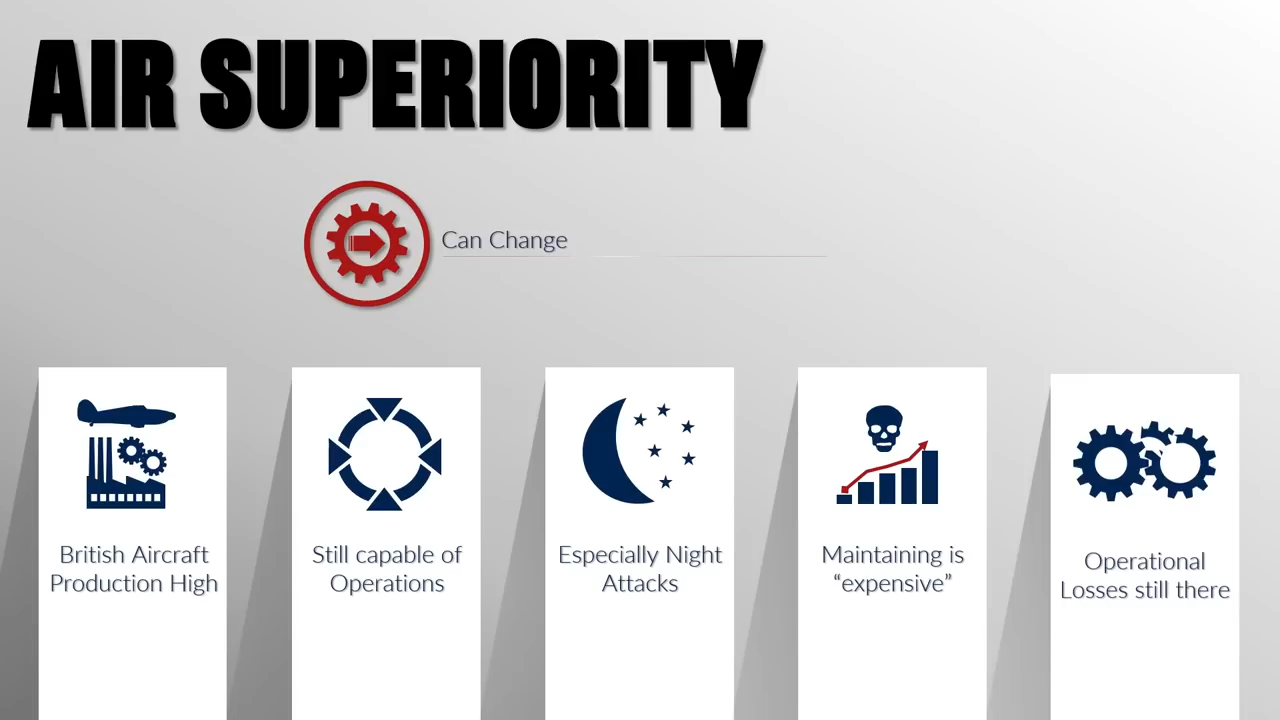 AIR SUPERIORITY
Can Change
British Aircraft
Production High
Still capable of
Operations
Especially Night
Attacks
Maintaining is
“expensive”
Operational
Losses still there